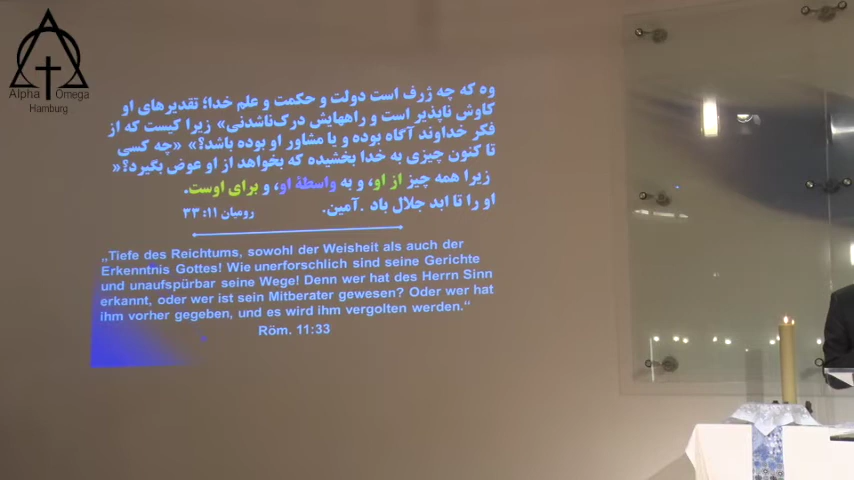 Alpha Omega
Hamburg
وه که چه ژرف است دولت و حکمت و علم خدا؛ تقدیرهای او
کاوش ناپذیر است و راههایش درک‌ناشدنی» زیرا کیست که از
فکر خداوند آگاه بوده و یا مشاور او بوده باشد؟» «چه کسی
تا کنون چیزی به خدا بخشیده که بخواهد از او عوض بگیرد؟«
زیرا همه چیز از او، و به واسطهٔ او، و برای اوست.
او را تا ابد جلال باد .آمین. رومیان ۱۱: ۳۳
„Tiefe des Reichtums, sowohl der Weisheit als auch der
Erkenntnis Gottes! Wie unerforschlich sind seine Gerichte
und unaufspürbar seine Wege! Denn wer hat des Herrn Sinn
erkannt, oder wer ist sein Mitberater gewesen? Oder wer hat
ihm vorher gegeben, und es wird ihm vergolten werden.“
Röm. 11:33